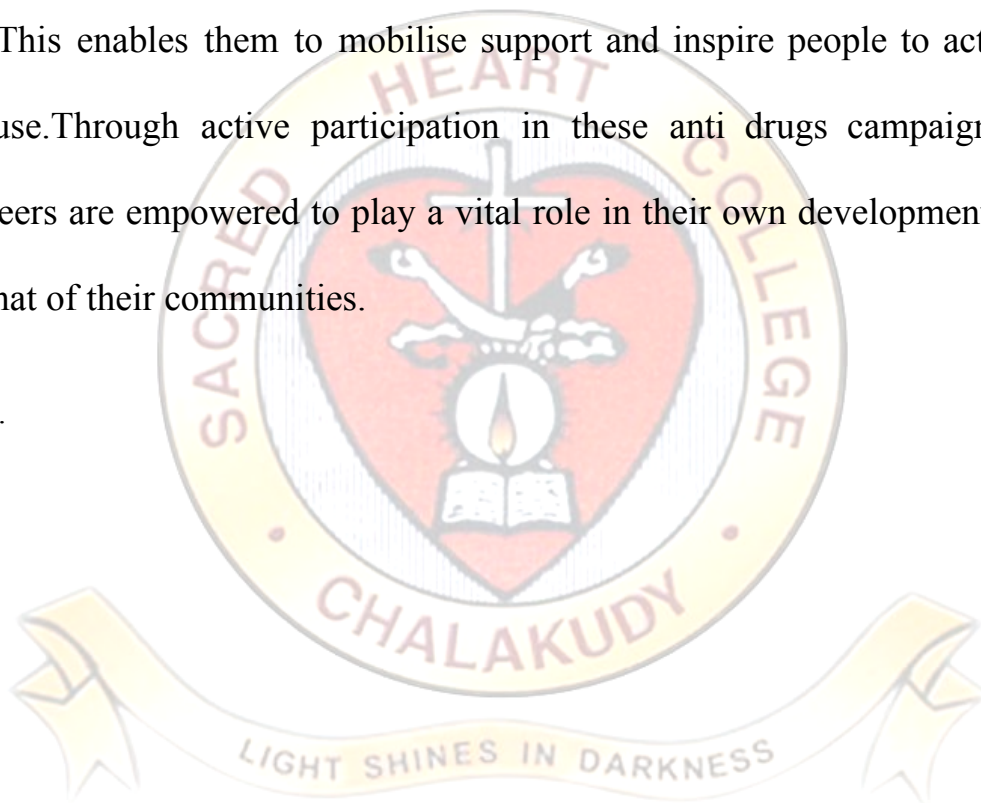 This enables them to mobilise support and inspire people to act
use.Through active participation in these anti drugs campaign
eers are empowered to play a vital role in their own development
hat of their communities.
.
SACRED HEART COLLEGE
CHALAKUDY
LIGHT SHINES IN DARKNESS